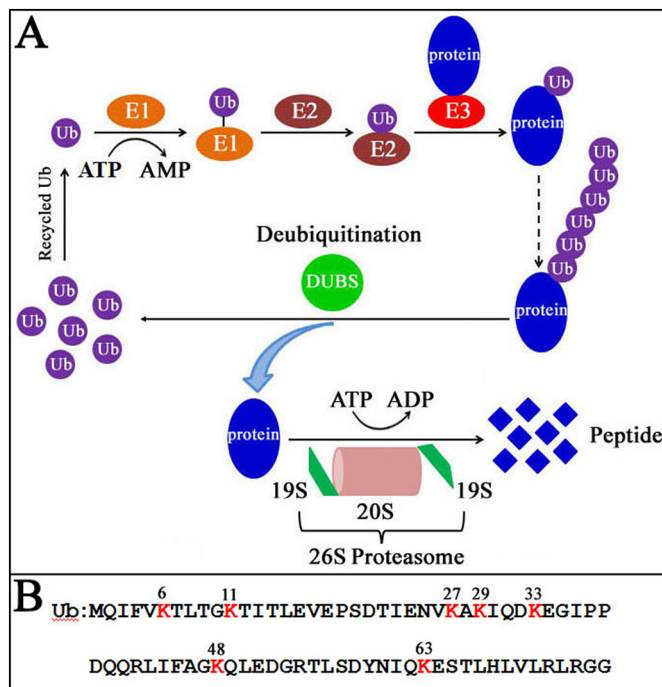 A
protein
Ub
Ub
E1
E2
E3
Ub
Ub
E1
E2
protein
ATP
AMP
Recycled Ub
Ub
Ub
Ub
Ub
Ub
Deubiquitination
DUBS
protein
Ub
Ub
Ub
Ub
Ub
Ub
Ub
protein
ATP
ADP
Peptide
19S
19S
20S
26S Proteasome
B
6
11
27
29
33
Ub:MQIFVKTLTGKTITLEVEPSDTIENVKAKIQDKEGIPP
48
63
DQQRLIFAGKQLEDGRTLSDYNIQKESTLHLVLRLRGG